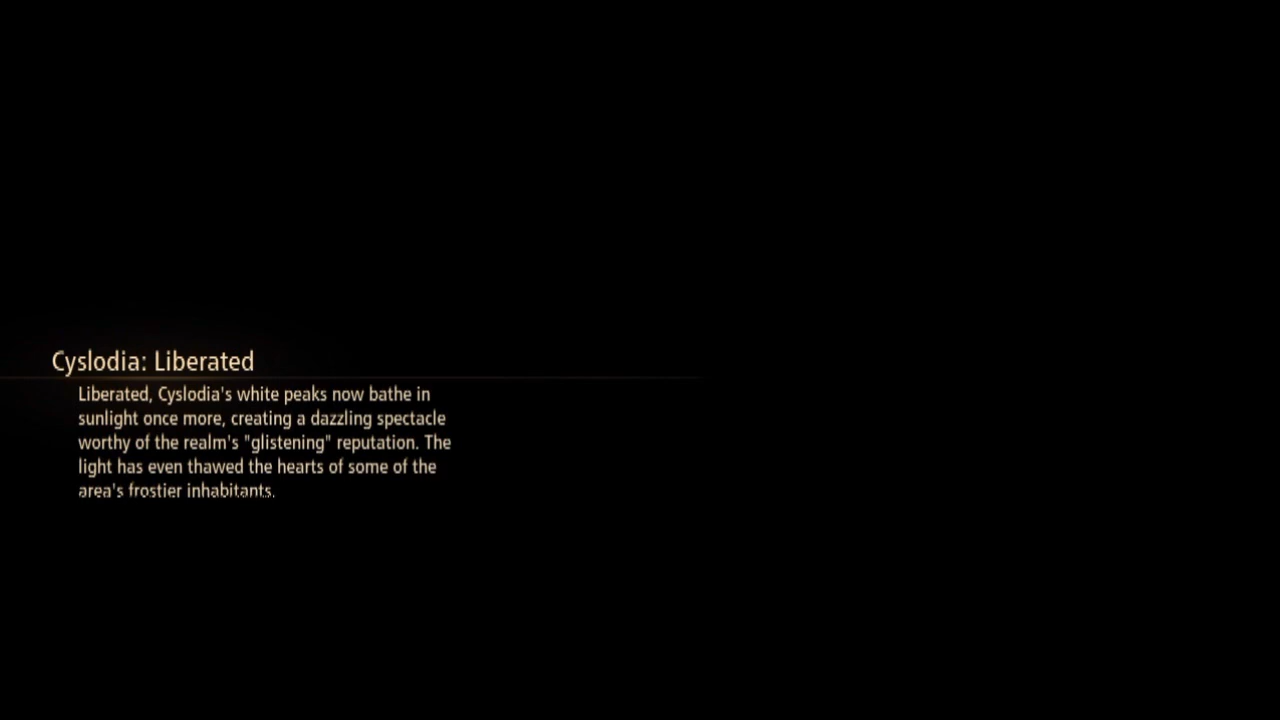 Cyslodia: Liberated
Liberated, Cyslodia's white peaks now bathe in
sunlight once more, creating a dazzling spectacle
worthy of the realm's "glistening" reputation. The
light has even thawed the hearts of some of the
area's frostier inhabitants.